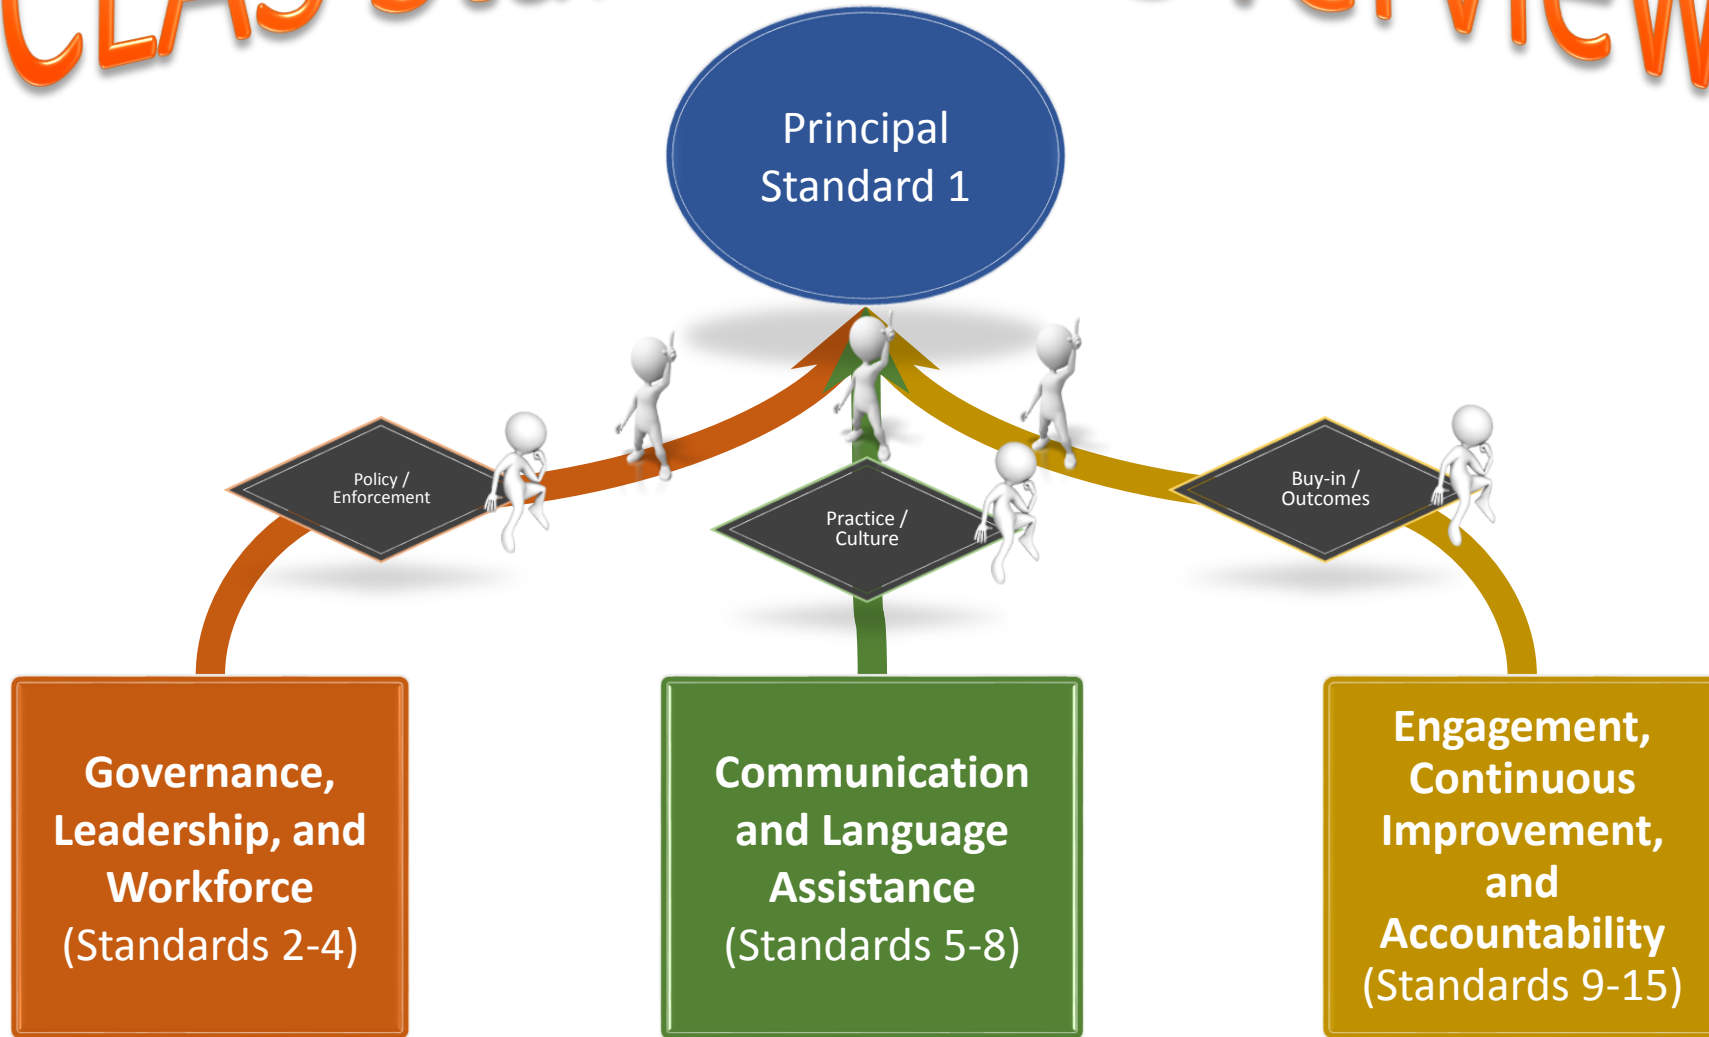 CLAS
Principal
Standard 1
Policy /
Enforcement
Practice /
Culture
Buy-in /
Outcomes
Governance,
Leadership, and
Workforce
(Standards 2-4)
Communication
and Language
Assistance
(Standards 5-8)
Engagement,
Continuous
Improvement,
and
Accountability
(Standards 9-15)